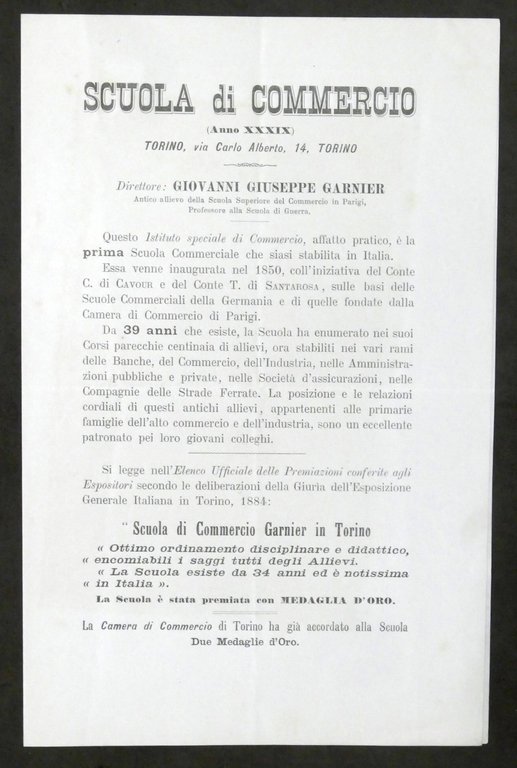 SCUOLA di COMMERCIO
(Anno XXXIX)
TORINO, via Carlo Alberto, 14, TORINO
Direttore: GIOVANNI GIUSEPPE GARNIER
Antico allievo della Scuola Superiore del Commercio in Parigi,
Professore alla Scuola di Guerra.
Questo Istituto speciale di Commercio, affatto pratico, è la
prima Scuola Commerciale che siasi stabilita in Italia.
Essa venne inaugurata nel 1850, coll'iniziativa del Conte
C. di CAVOUR e del Conte T. di SANTAROSA, sulle basi delle
Scuole Commerciali della Germania e di quelle fondate dalla
Camera di Commercio di Parigi.
Da 39 anni che esiste, la Scuola ha enumerato nei suoi
Corsi parecchie centinaia di allievi, ora stabiliti nei vari rami
delle Banche, del Commercio, dell'Industria, nelle Amministra-
zioni pubbliche e private, nelle Società d'assicurazioni, nelle
Compagnie delle Strade Ferrate. La posizione e le relazioni
cordiali di questi antichi allievi, appartenenti alle primarie
famiglie dell'alto commercio e dell'industria, sono un eccellente
patronato pei loro giovani colleghi.
Si legge nell'Elenco Ufficiale delle Premiazioni conferite agli
Espositori secondo le deliberazioni della Giuria dell'Esposizione
Generale Italiana in Torino, 1884:
“ Scuola di Commercio Garnier in Torino
« Ottimo ordinamento disciplinare e didattico,
« encomiabili i saggi tutti degli Allievi.
« La Scuola esiste da 34 anni ed è notissima
« in Italia ».
La Scuola è stata premiata con MEDAGLIA D'ORO.
La Camera di Commercio di Torino ha già accordato alla Scuola
Due Medaglie d'Oro.